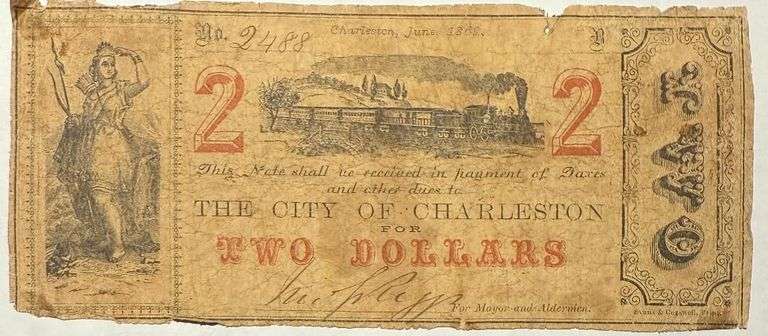 No. 2488
Charleston, June, 1862.
2 2
This Note shall be received in payment of Taxes
and other dues to
THE CITY OF CHARLESTON
FOR
TWO DOLLARS
For Mayor and Aldermen.
TWO
Evans & Cogswell, Print.